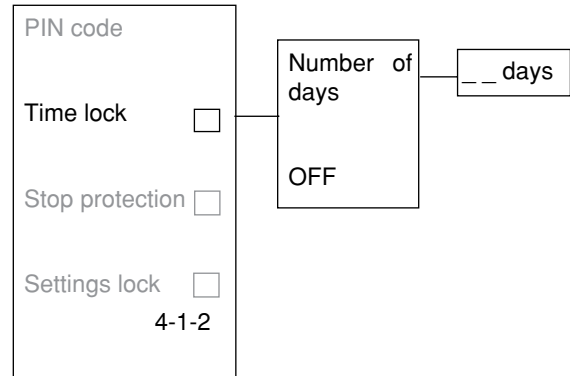 PIN code
Time lock
Stop protection
Settings lock
4-1-2
Number of
days
OFF
_ _ days